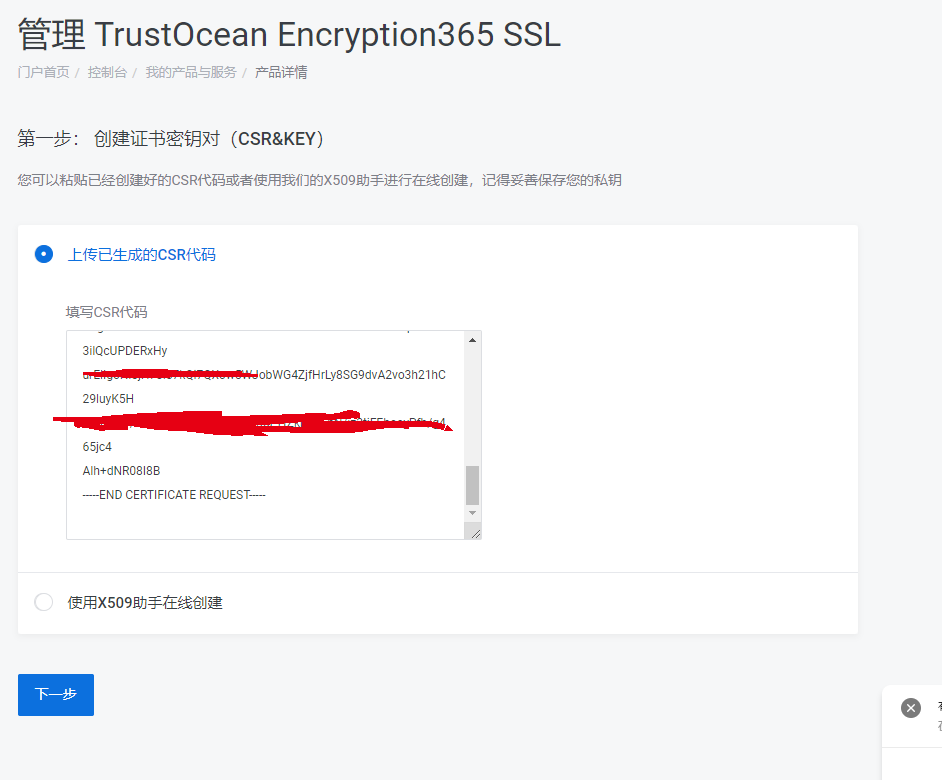 管理 TrustOcean Encryption365 SSL
门户首页 / 控制台 / 我的产品与服务 / 产品详情
第一步： 创建证书密钥对（CSR&KEY）
您可以粘贴已经创建好的CSR代码或者使用我们的X509助手进行在线创建，记得妥善保存您的私钥
上传已生成的CSR代码
填写CSR代码
3ilQcUPDERxHy
JobWG4ZjfHrLy8SG9dvA2vo3h21hC
29IuyK5H
65jc4
AIh+dNR08I8B
-----END CERTIFICATE REQUEST-----
使用X509助手在线创建
下一步